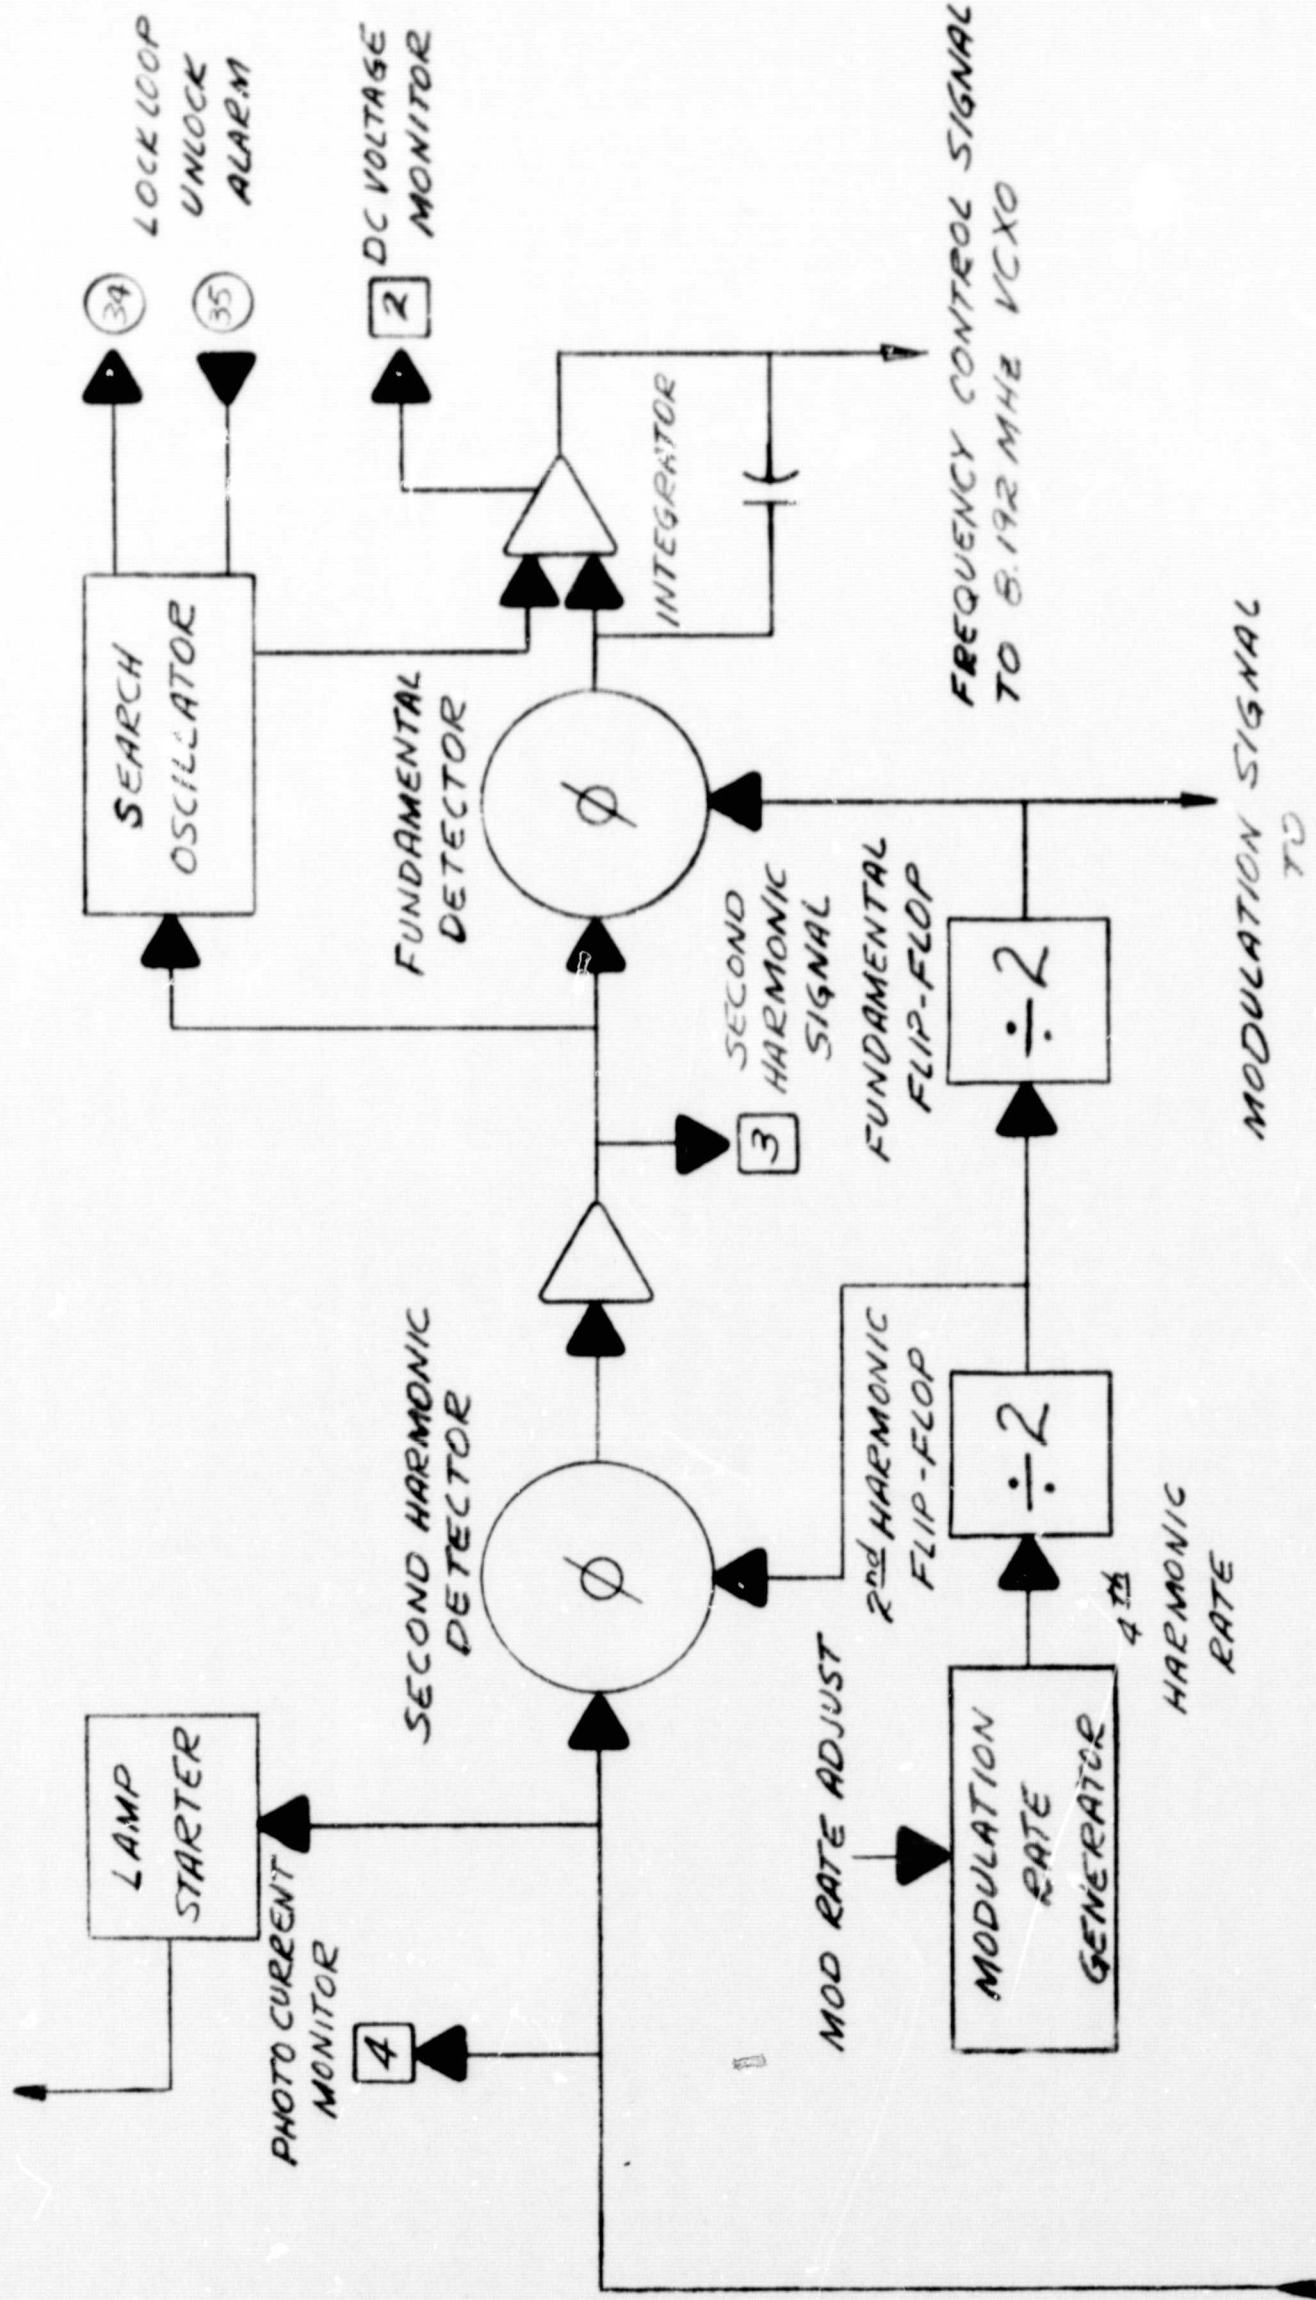 LAMP
STARTER
PHOTO CURRENT
MONITOR
4
SECOND HARMONIC
DETECTOR
φ
SEARCH
OSCILLATOR
34
35
LOCK LOOP
UNLOCK
ALARM
FUNDAMENTAL
DETECTOR
φ
2
DC VOLTAGE
MONITOR
INTEGRATOR
3
SECOND
HARMONIC
SIGNAL
MOD RATE ADJUST
MODULATION
RATE
GENERATOR
4TH
HARMONIC
RATE
2nd HARMONIC
FLIP-FLOP
÷2
FUNDAMENTAL
FLIP-FLOP
÷2
FREQUENCY CONTROL SIGNAL
TO 8.192 MHz VCXO
MODULATION SIGNAL
TO